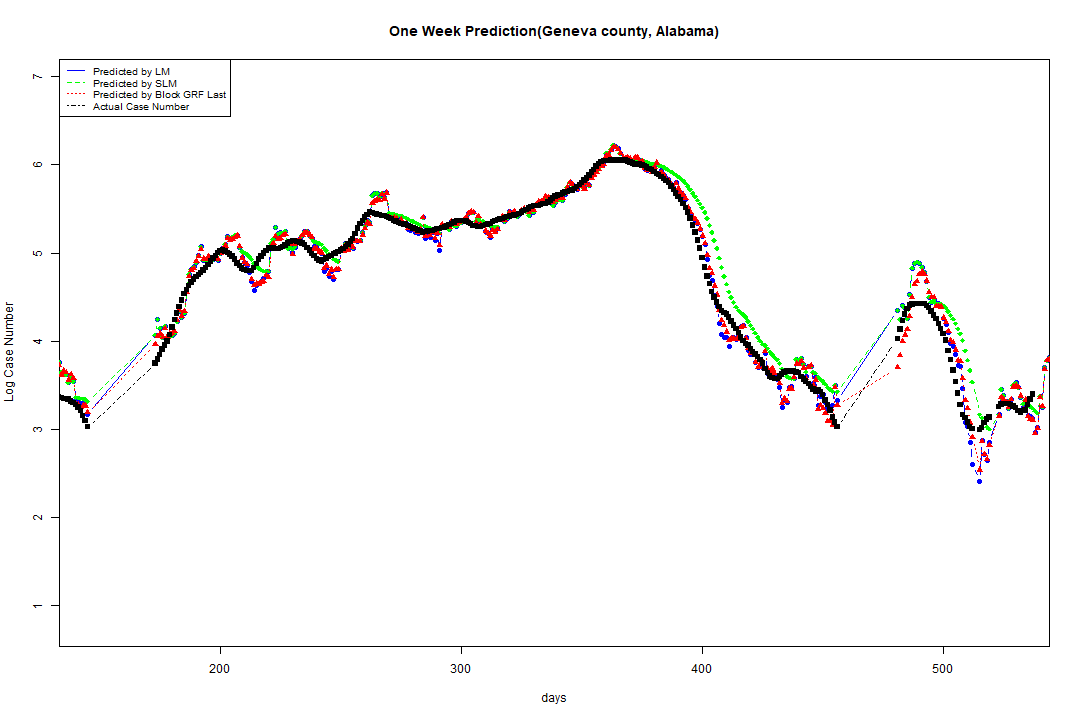 One Week Prediction(Geneva county, Alabama)
Predicted by LM
Predicted by SLM
Predicted by Block GRF Last
Actual Case Number
7
6
5
4
3
2
1
Log Case Number
200
300
400
500
days